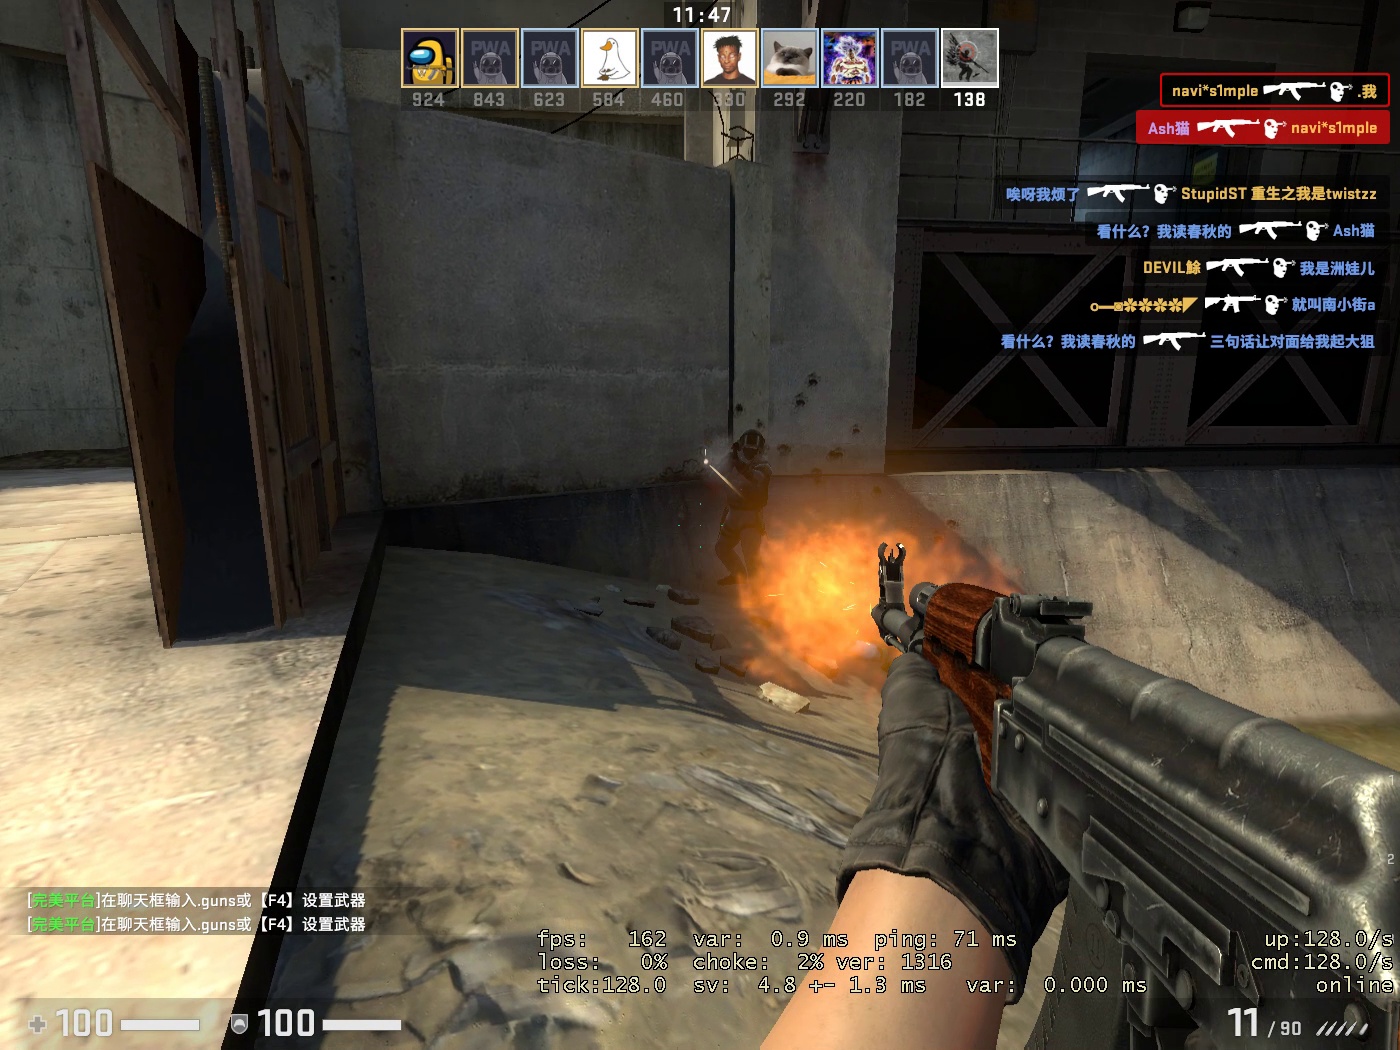 11:47
PWA PWA PWA PWA
924 843 623 584 460 330 292 220 182 138
navi*s1mple .我
Ash猫 navi*s1mple
唉呀我烦了 StupidST 重生之我是twistzz
看什么？我读春秋的 Ash猫
DEVIL餘 我是洲娃儿
就叫南小街a
看什么？我读春秋的 三句话让对面给我起大狙
[完美平台]在聊天框输入.guns或【F4】设置武器
[完美平台]在聊天框输入.guns或【F4】设置武器
fps: 162 var: 0.9 ms ping: 71 ms
loss: 0% choke: 2% ver: 1316
tick:128.0 sv: 4.8 +- 1.3 ms var: 0.000 ms
up:128.0/s
cmd:128.0/s
online
2
100 100
11 / 90